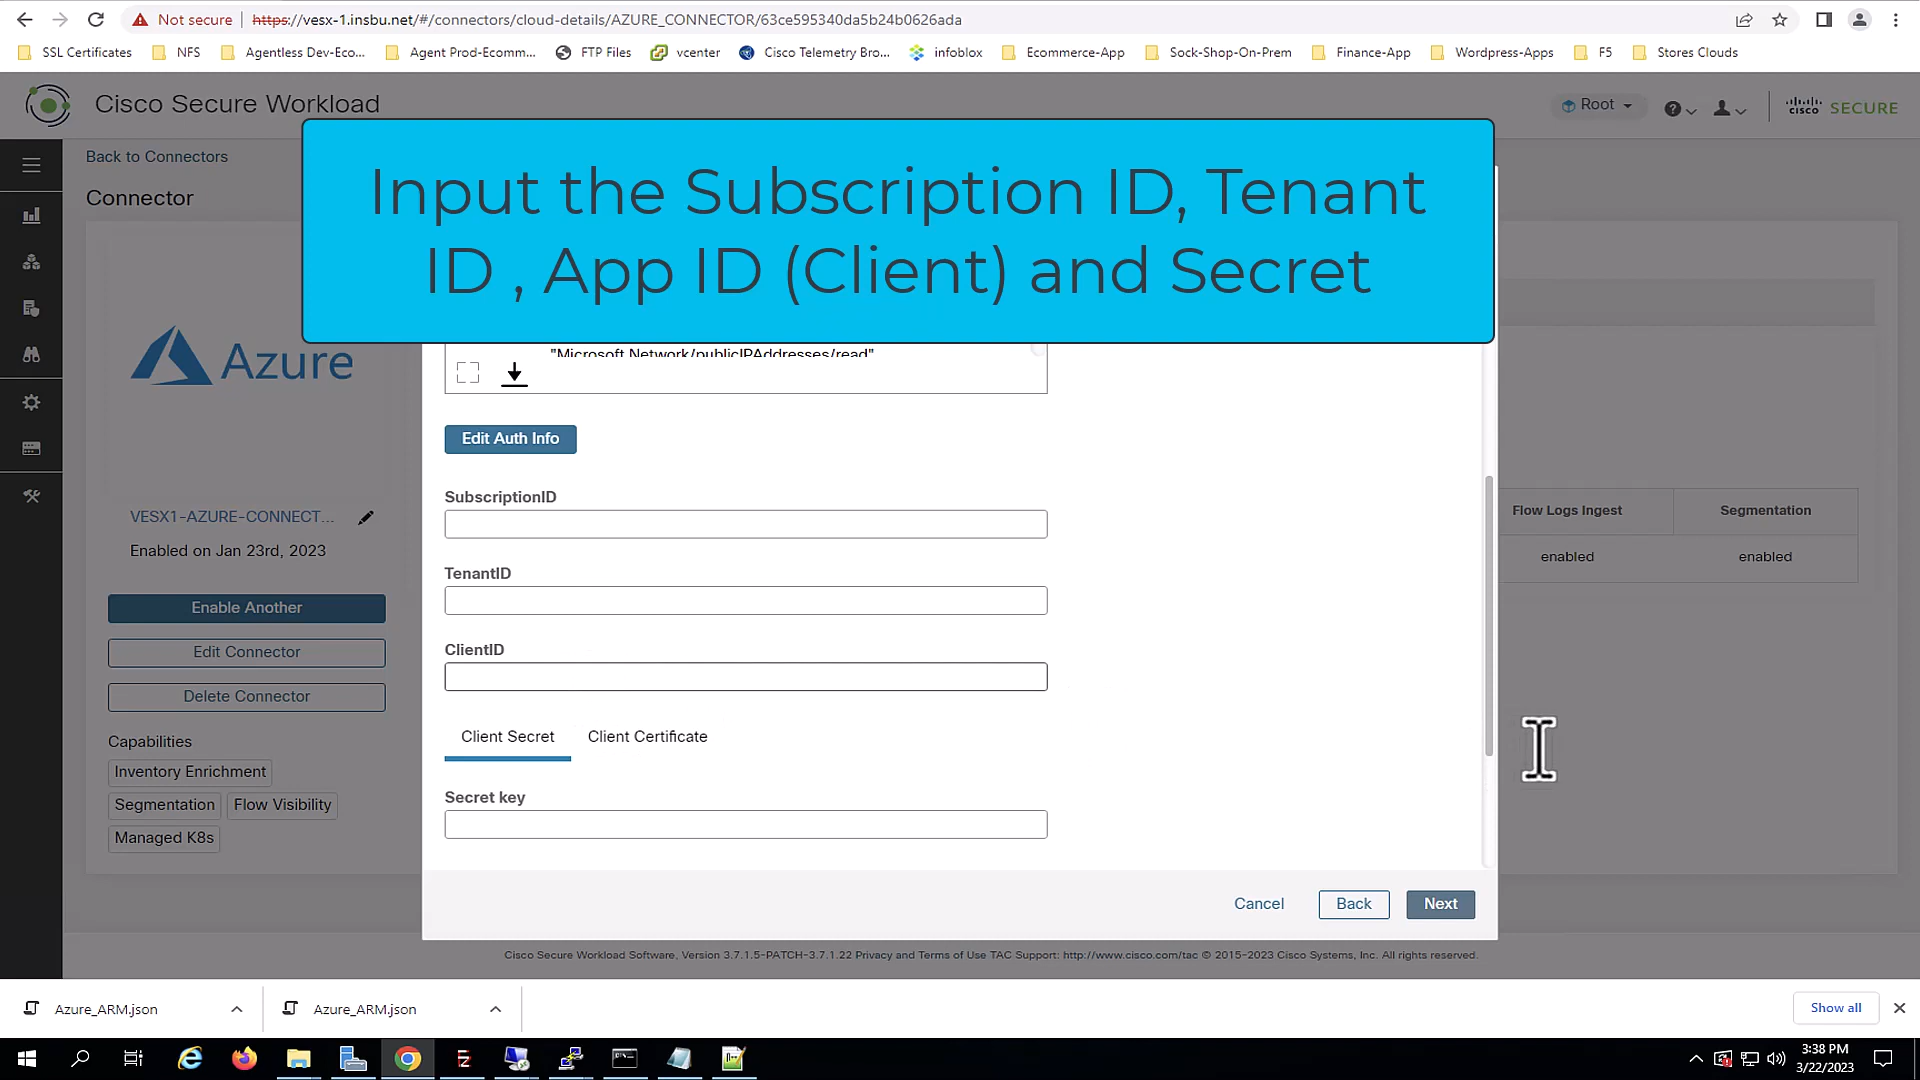 Not secure
https://vesx-1.insbu.net/#/connectors/cloud-details/AZURE_CONNECTOR/63ce595340da5b24b0626ada
SSL Certificates
NFS
Agentless Dev-Eco...
Agent Prod-Ecomm...
FTP Files
vcenter
Cisco Telemetry Bro...
infoblox
Ecommerce-App
Sock-Shop-On-Prem
Finance-App
Wordpress-Apps
F5
Stores Clouds
Cisco Secure Workload
Root
cisco SECURE
Back to Connectors
Connector
Input the Subscription ID, Tenant
ID , App ID (Client) and Secret
Azure
"Microsoft.Network/publicIPAddresses/read"
Edit Auth Info
SubscriptionID
TenantID
ClientID
Client Secret
Client Certificate
Secret key
VESX1-AZURE-CONNECT...
Enabled on Jan 23rd, 2023
Enable Another
Edit Connector
Delete Connector
Capabilities
Inventory Enrichment
Segmentation
Flow Visibility
Managed K8s
Flow Logs Ingest
Segmentation
enabled
enabled
Cancel
Back
Next
Cisco Secure Workload Software, Version 3.7.1.5-PATCH-3.7.1.22 Privacy and Terms of Use TAC Support: http://www.cisco.com/tac © 2015-2023 Cisco Systems, Inc. All rights reserved.
Azure_ARM.json
Azure_ARM.json
Show all
3:38 PM
3/22/2023